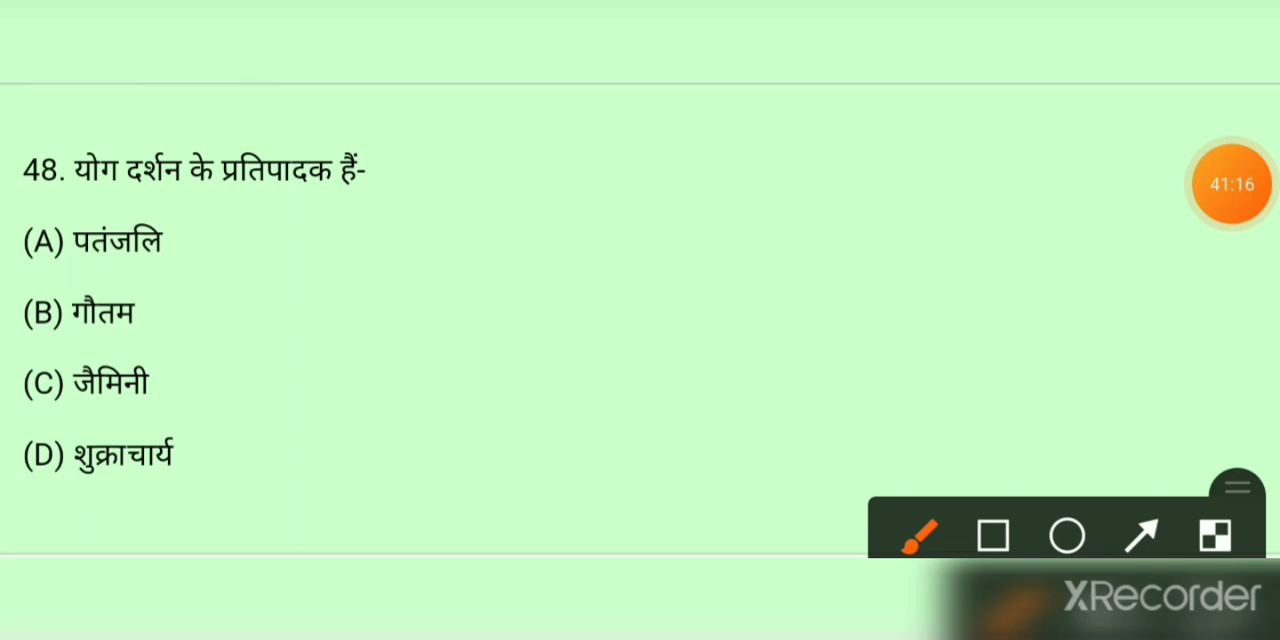 48. योग दर्शन के प्रतिपादक हैं-
41:16
(A) पतंजलि
(B) गौतम
(C) जैमिनी
(D) शुक्राचार्य
XRecorder